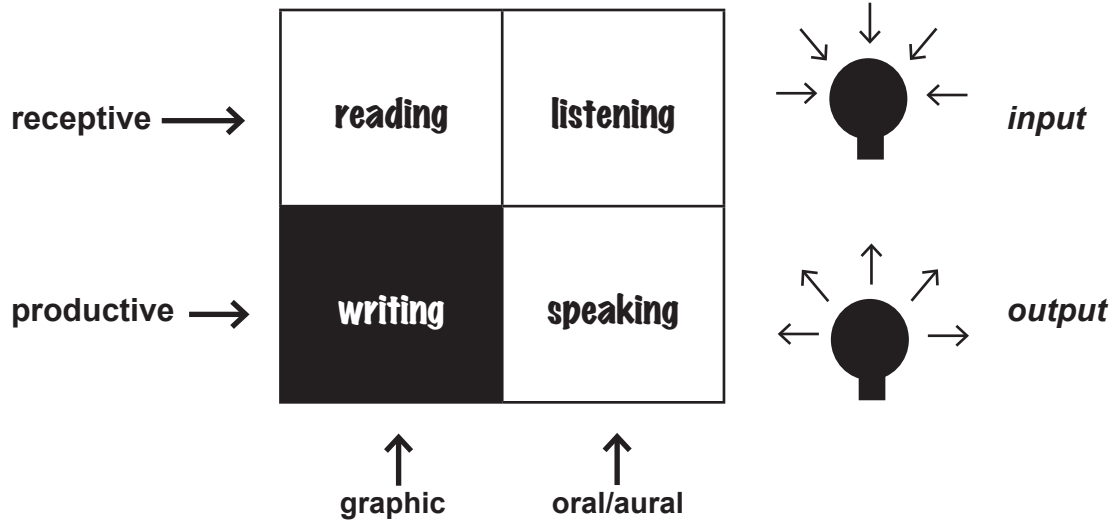 receptive reading listening input
productive writing speaking output
graphic oral/aural